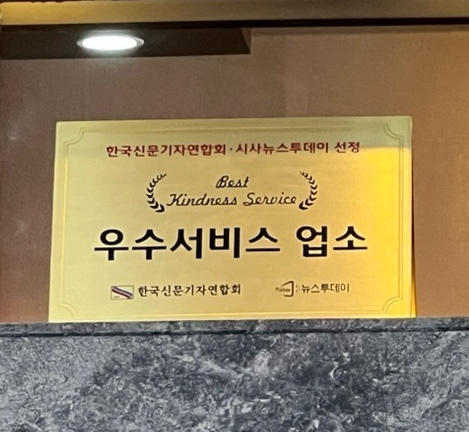 한국신문기자연합회·시사뉴스투데이 선정
Best
Kindness Service
우수서비스 업소
한국신문기자연합회 뉴스투데이